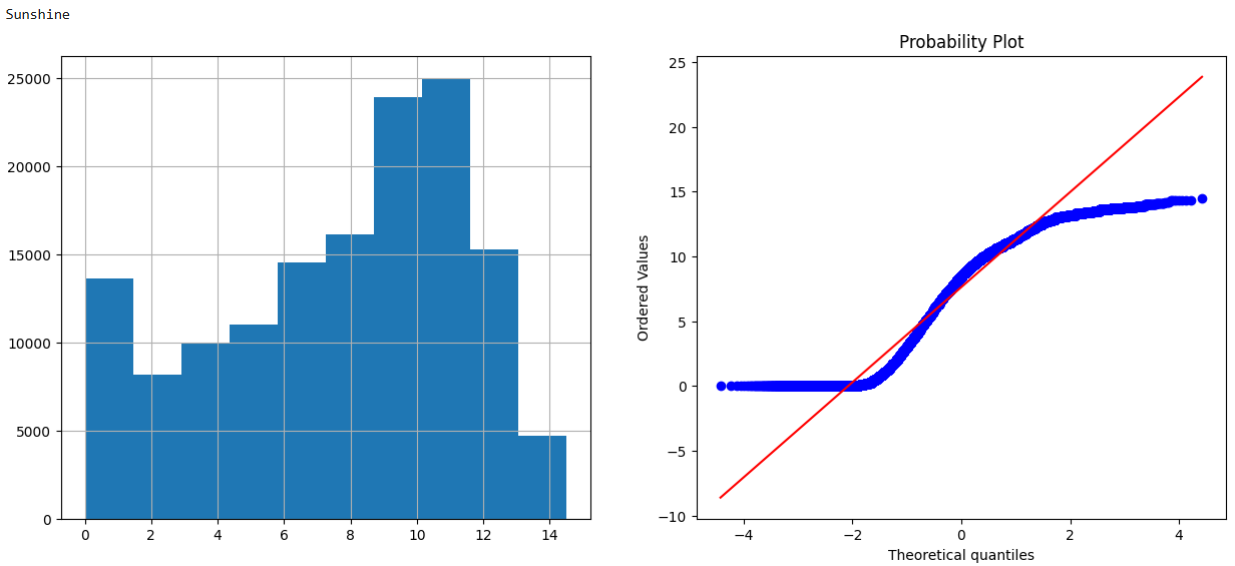 Sunshine
Probability Plot
25000
20000
15000
10000
5000
0
0 2 4 6 8 10 12 14
25
20
15
10
5
0
−5
−10
Ordered Values
−4 −2 0 2 4
Theoretical quantiles